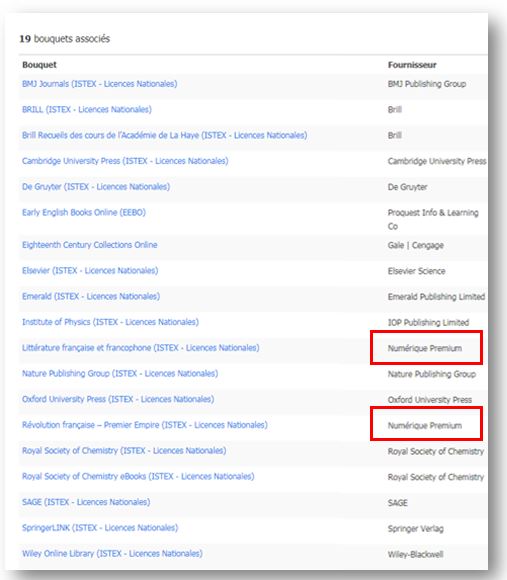 19 bouquets associés
Bouquet Fournisseur
BMJ Journals (ISTEX - Licences Nationales) BMJ Publishing Group
BRILL (ISTEX - Licences Nationales) Brill
Brill Recueils des cours de l'Académie de La Haye (ISTEX - Licences Nationales) Brill
Cambridge University Press (ISTEX - Licences Nationales) Cambridge University Press
De Gruyter (ISTEX - Licences Nationales) De Gruyter
Early English Books Online (EEBO) Proquest Info & Learning
Co
Eighteenth Century Collections Online Gale | Cengage
Elsevier (ISTEX - Licences Nationales) Elsevier Science
Emerald (ISTEX - Licences Nationales) Emerald Publishing Limited
Institute of Physics (ISTEX - Licences Nationales) IOP Publishing Limited
Littérature française et francophone (ISTEX - Licences Nationales) Numérique Premium
Nature Publishing Group (ISTEX - Licences Nationales) Nature Publishing Group
Oxford University Press (ISTEX - Licences Nationales) Oxford University Press
Révolution française – Premier Empire (ISTEX - Licences Nationales) Numérique Premium
Royal Society of Chemistry (ISTEX - Licences Nationales) Royal Society of Chemistry
Royal Society of Chemistry eBooks (ISTEX - Licences Nationales) Royal Society of Chemistry
SAGE (ISTEX - Licences Nationales) SAGE
SpringerLINK (ISTEX - Licences Nationales) Springer Verlag
Wiley Online Library (ISTEX - Licences Nationales) Wiley-Blackwell